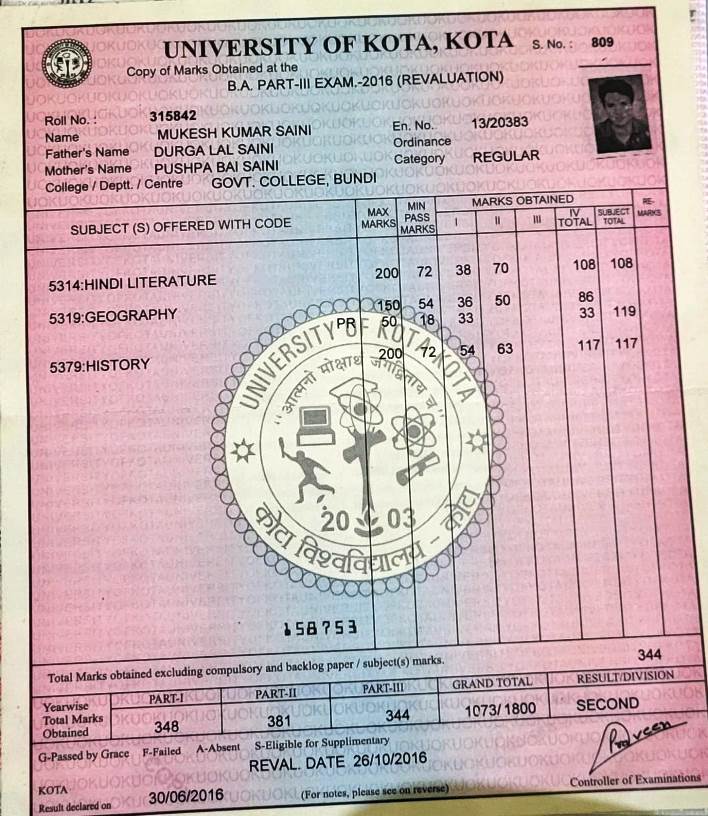 UNIVERSITY OF KOTA, KOTA S. No. : 809
Copy of Marks Obtained at the
B.A. PART-III EXAM.-2016 (REVALUATION)
Roll No. : 315842
Name MUKESH KUMAR SAINI En. No. 13/20383
Father's Name DURGA LAL SAINI Ordinance
Mother's Name PUSHPA BAI SAINI Category REGULAR
College / Deptt. / Centre GOVT. COLLEGE, BUNDI
SUBJECT (S) OFFERED WITH CODE MAX MARKS MIN PASS MARKS MARKS OBTAINED I II III IV TOTAL SUBJECT TOTAL RE-MARKS
5314:HINDI LITERATURE 200 72 38 70 108 108
5319:GEOGRAPHY 150 54 36 50 86
PR 50 18 33 33 119
5379:HISTORY 200 72 54 63 117 117
UNIVERSITY OF KOTA, KOTA
"आत्मनो मोक्षार्थ जगद्धिताय च"
2003
कोटा विश्वविद्यालय - कोटा
158753
Total Marks obtained excluding compulsory and backlog paper / subject(s) marks. 344
Yearwise Total Marks Obtained PART-I PART-II PART-III GRAND TOTAL RESULT/DIVISION
348 381 344 1073/1800 SECOND
G-Passed by Grace F-Failed A-Absent S-Eligible for Supplimentary
REVAL. DATE 26/10/2016
Praveen
KOTA
Result declared on 30/06/2016 (For notes, please see on reverse) Controller of Examinations